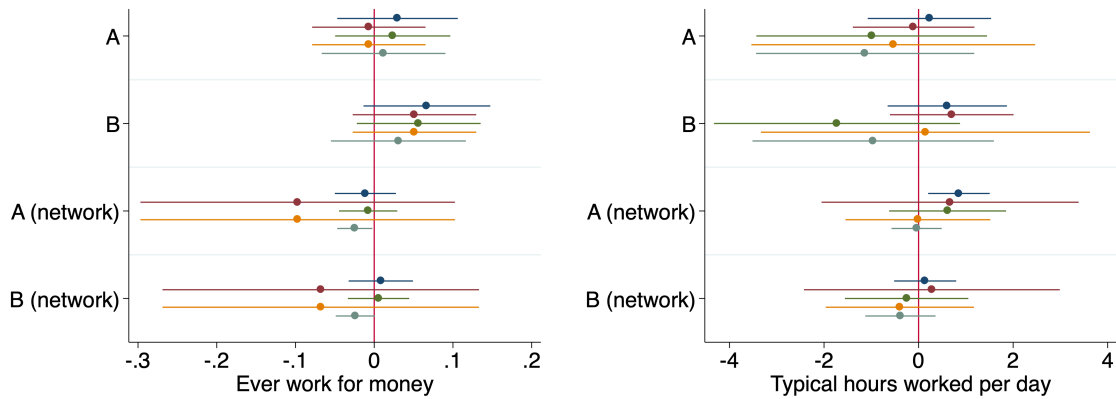 A
B
A (network)
B (network)
-.3 -.2 -.1 0 .1 .2
Ever work for money
A
B
A (network)
B (network)
-4 -2 0 2 4
Typical hours worked per day